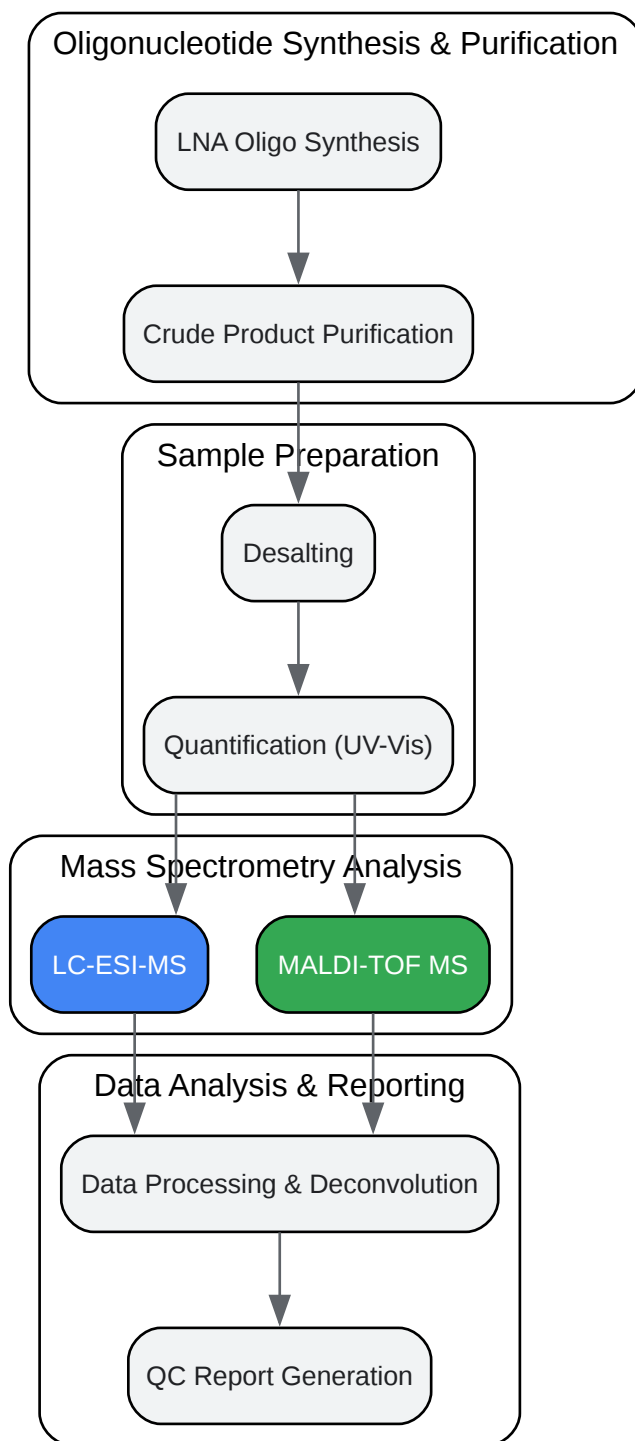 Oligonucleotide Synthesis & Purification
LNA Oligo Synthesis
Crude Product Purification
Sample Preparation
Desalting
Quantification (UV-Vis)
Mass Spectrometry Analysis
LC-ESI-MS
MALDI-TOF MS
Data Analysis & Reporting
Data Processing & Deconvolution
QC Report Generation